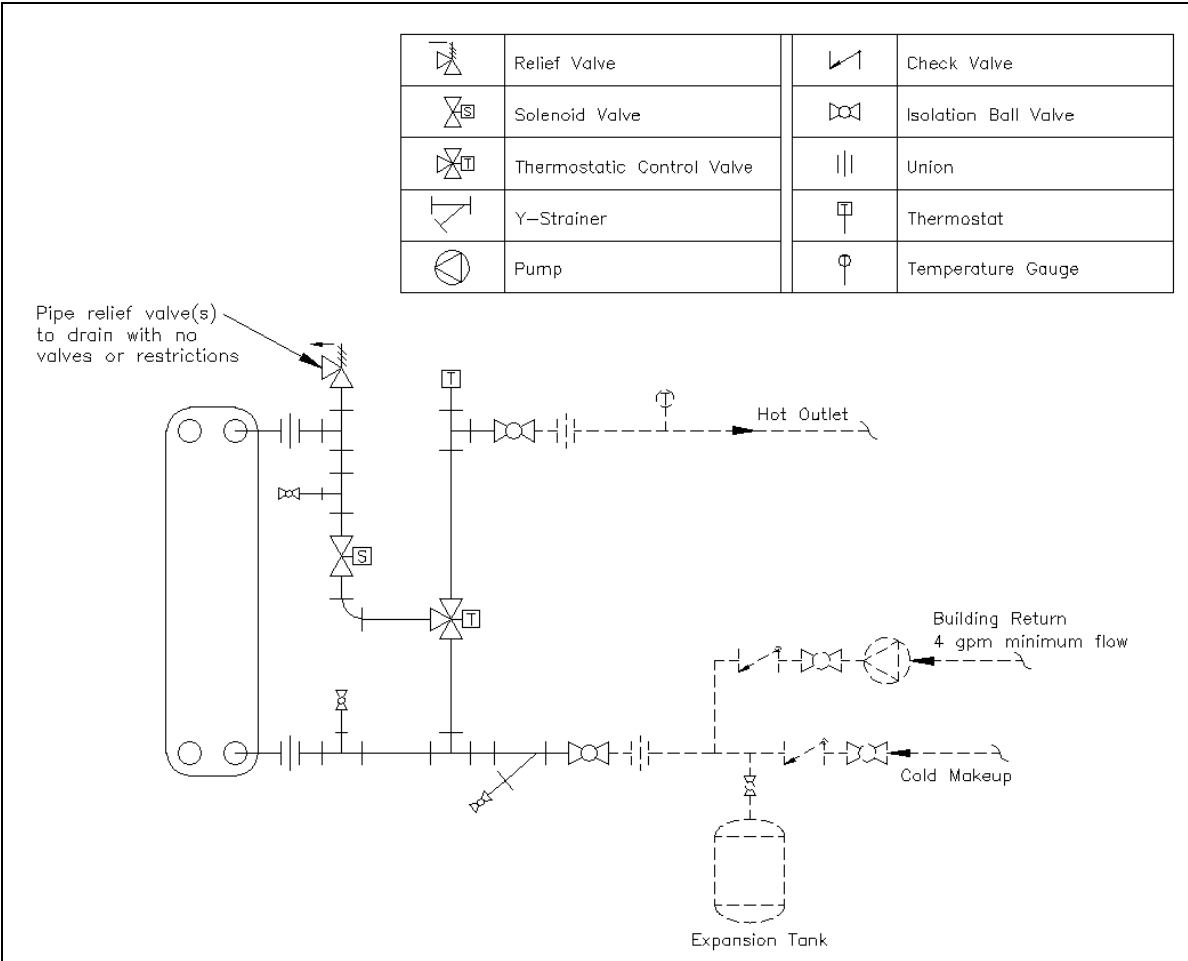 Relief Valve
Check Valve
S
Solenoid Valve
Isolation Ball Valve
T
Thermostatic Control Valve
Union
Y-Strainer
T
Thermostat
Pump
Temperature Gauge
Pipe relief valve(s)
to drain with no
valves or restrictions
T
T
Hot Outlet
S
T
Building Return
4 gpm minimum flow
Cold Makeup
Expansion Tank